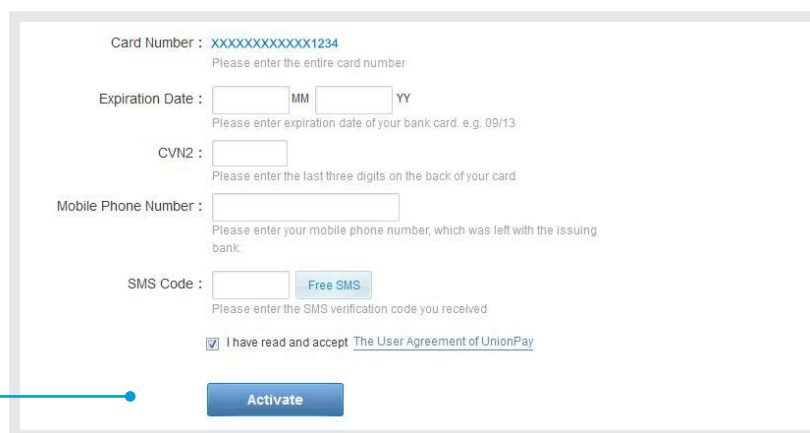 Card Number : XXXXXXXXXXXX1234
Please enter the entire card number
Expiration Date : MM YY
Please enter expiration date of your bank card. e.g. 09/13
CVN2 :
Please enter the last three digits on the back of your card
Mobile Phone Number :
Please enter your mobile phone number, which was left with the issuing
bank.
SMS Code : Free SMS
Please enter the SMS verification code you received
I have read and accept The User Agreement of UnionPay
Activate